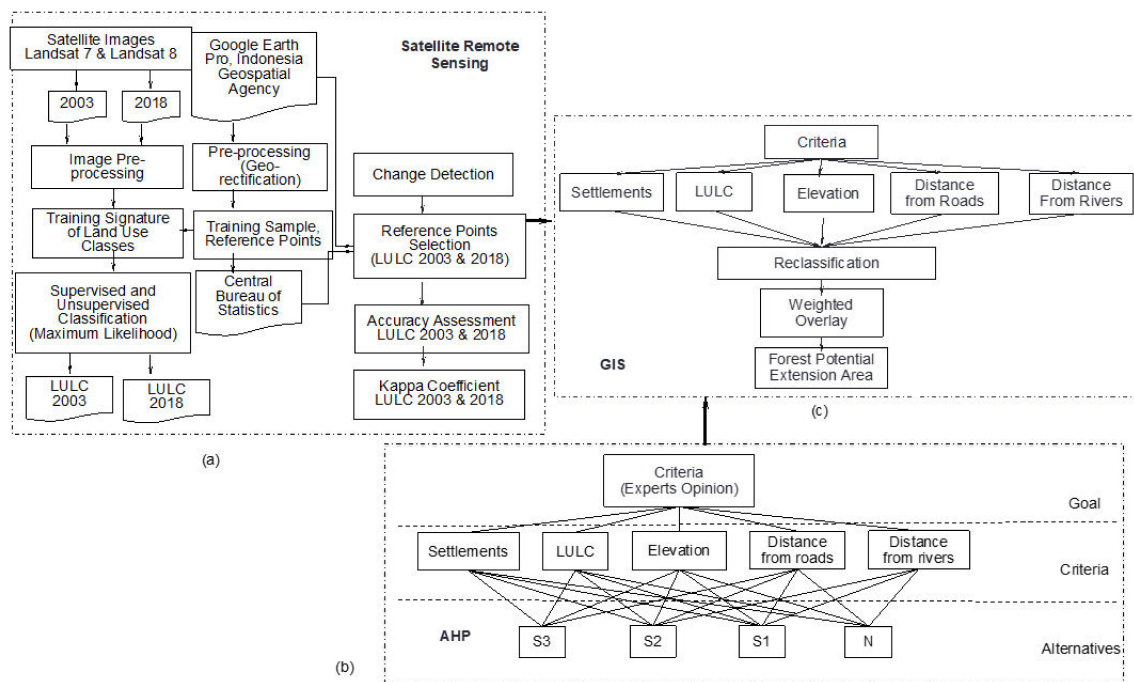 Satellite Images
Landsat 7 & Landsat 8
2003
2018
Image Pre-
processing
Training Signature
of Land Use
Classes
Supervised and
Unsupervised
Classification
(Maximum Likelihood)
LULC
2003
LULC
2018
Google Earth
Pro, Indonesia
Geospatial
Agency
Pre-processing
(Geo-
rectification)
Training Sample,
Reference Points
Central
Bureau of
Statistics
Satellite Remote
Sensing
Change Detection
Reference Points
Selection
(LULC 2003 & 2018)
Accuracy Assessment
LULC 2003 & 2018
Kappa Coefficient
LULC 2003 & 2018
(a)
Criteria
Settlements
LULC
Elevation
Distance
from Roads
Distance
From Rivers
Reclassification
Weighted
Overlay
Forest Potential
Extension Area
GIS
(c)
Criteria
(Experts Opinion)
Goal
Settlements
LULC
Elevation
Distance
from roads
Distance
from rivers
Criteria
AHP
S3
S2
S1
N
Alternatives
(b)